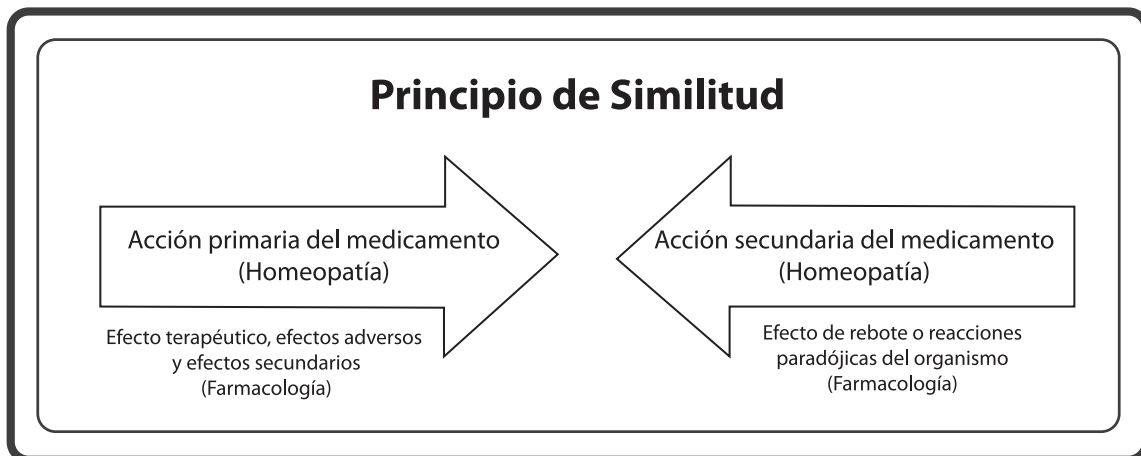 Principio de Similitud
Acción primaria del medicamento
(Homeopatía)
Efecto terapéutico, efectos adversos
y efectos secundarios
(Farmacología)
Acción secundaria del medicamento
(Homeopatía)
Efecto de rebote o reacciones
paradójicas del organismo
(Farmacología)